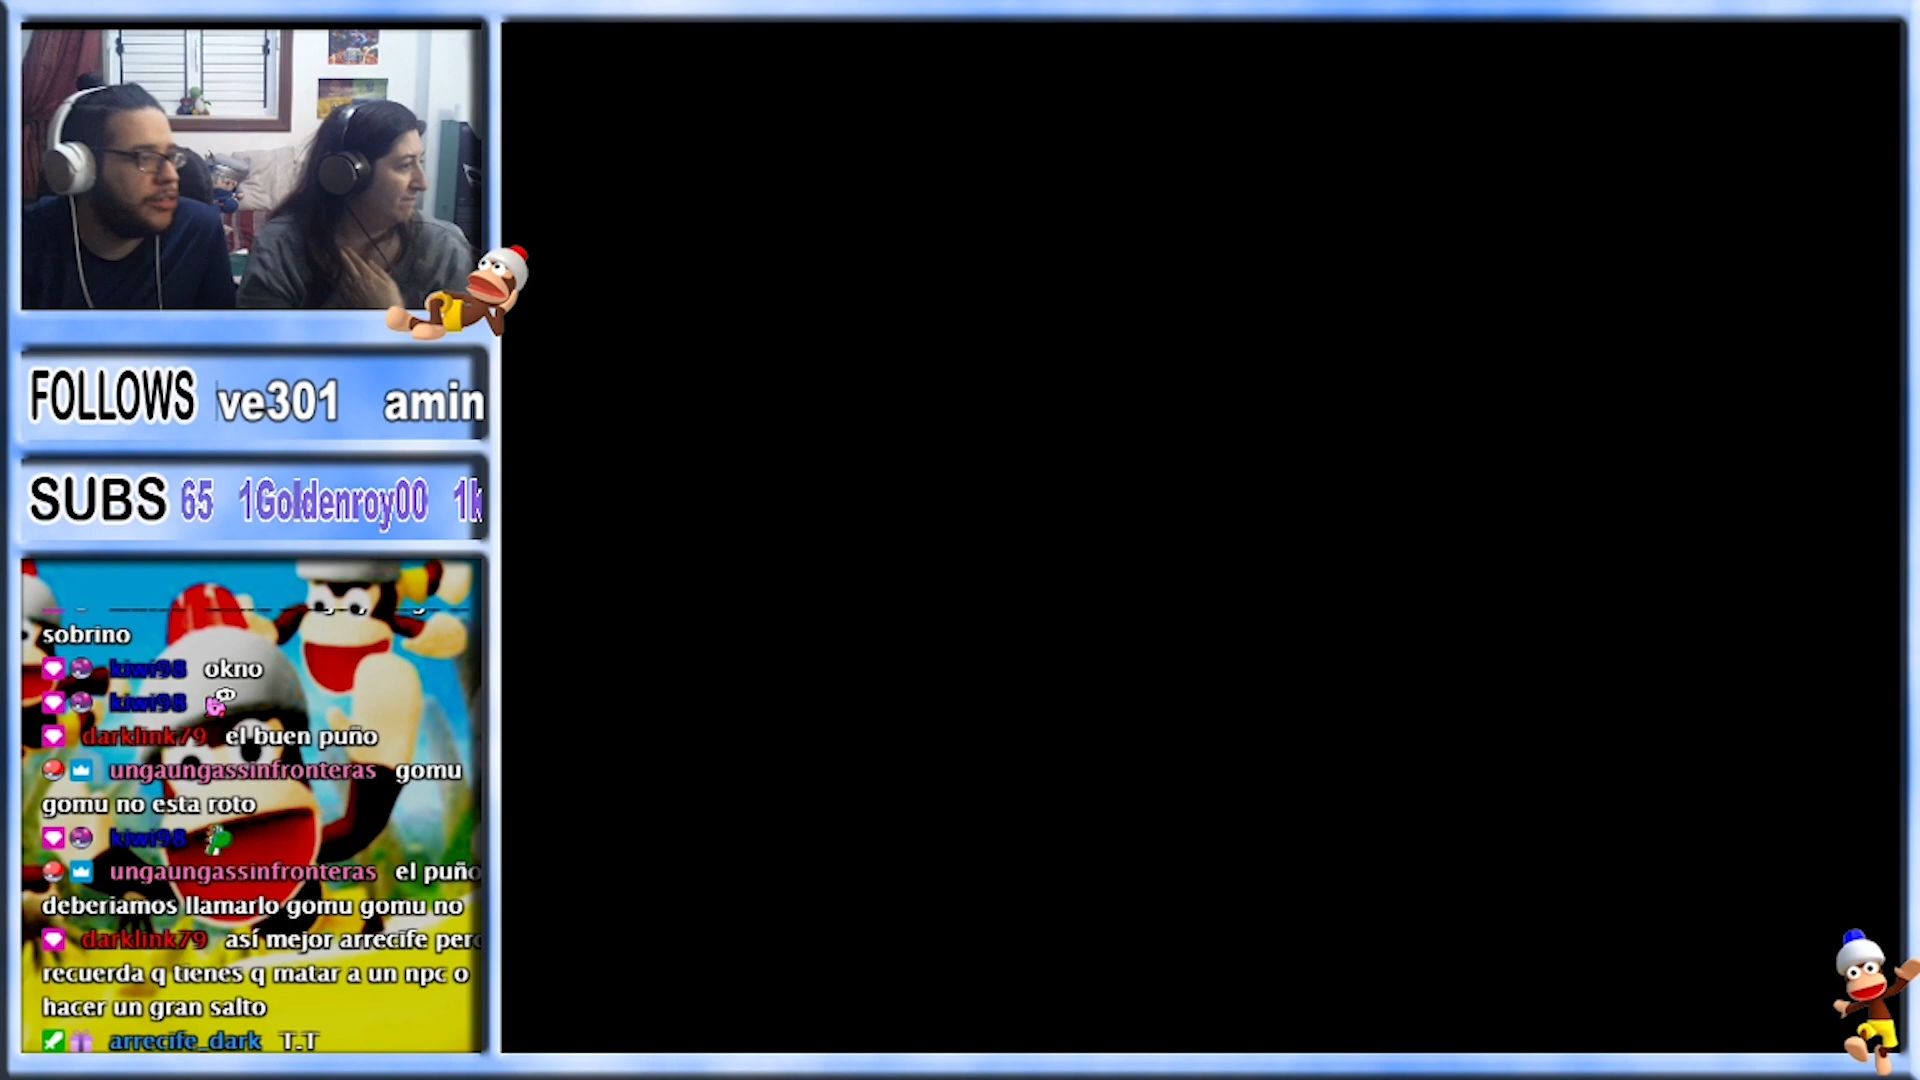 FOLLOWS ve301 amin
SUBS 65 1Goldenroy00 1k
sobrino
kiwi98 okno
kiwi98
darklink79 el buen puño
ungaungassinfronteras gomu
gomu no esta roto
kiwi98
ungaungassinfronteras el puño
deberiamos llamarlo gomu gomu no
darklink79 así mejor arrecife pero
recuerda q tienes q matar a un npc o
hacer un gran salto
arrecife_dark T.T